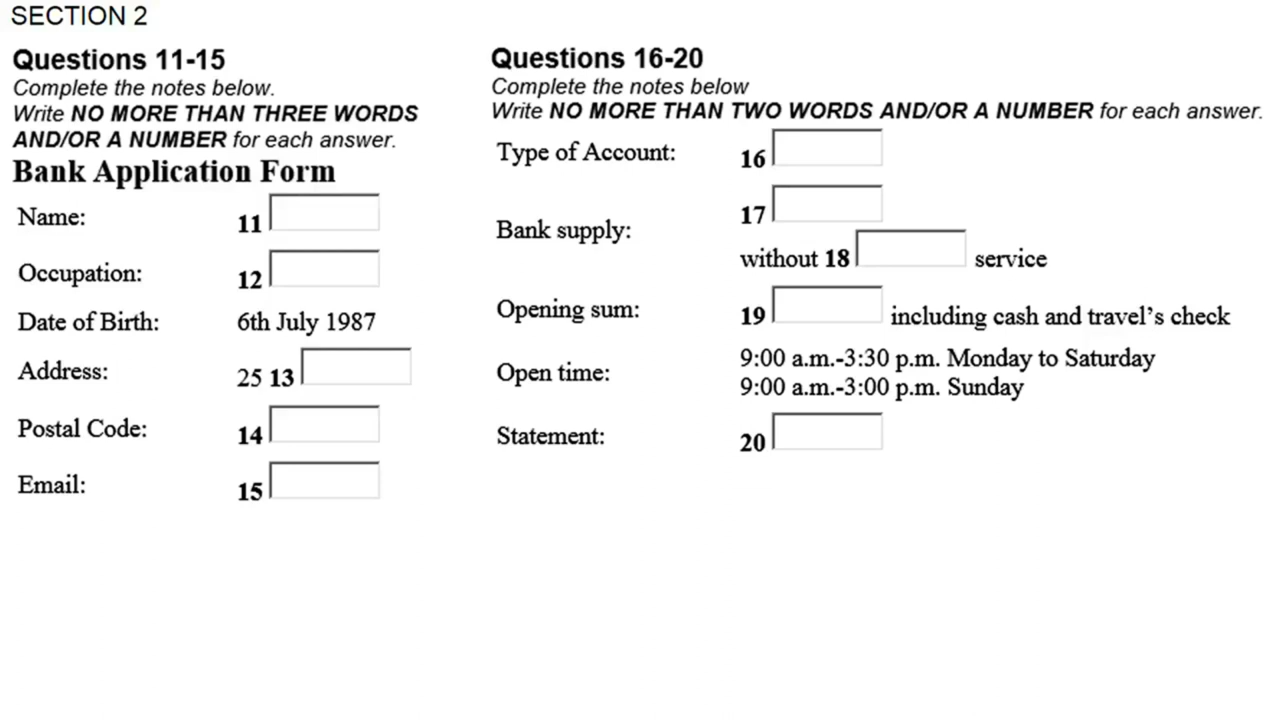 SECTION 2
Questions 11-15
Complete the notes below.
Write NO MORE THAN THREE WORDS
AND/OR A NUMBER for each answer.
Bank Application Form
Name: 11
Occupation: 12
Date of Birth: 6th July 1987
Address: 25 13
Postal Code: 14
Email: 15
Questions 16-20
Complete the notes below
Write NO MORE THAN TWO WORDS AND/OR A NUMBER for each answer.
Type of Account: 16
Bank supply: 17
without 18 service
Opening sum: 19 including cash and travel’s check
Open time: 9:00 a.m.-3:30 p.m. Monday to Saturday
9:00 a.m.-3:00 p.m. Sunday
Statement: 20